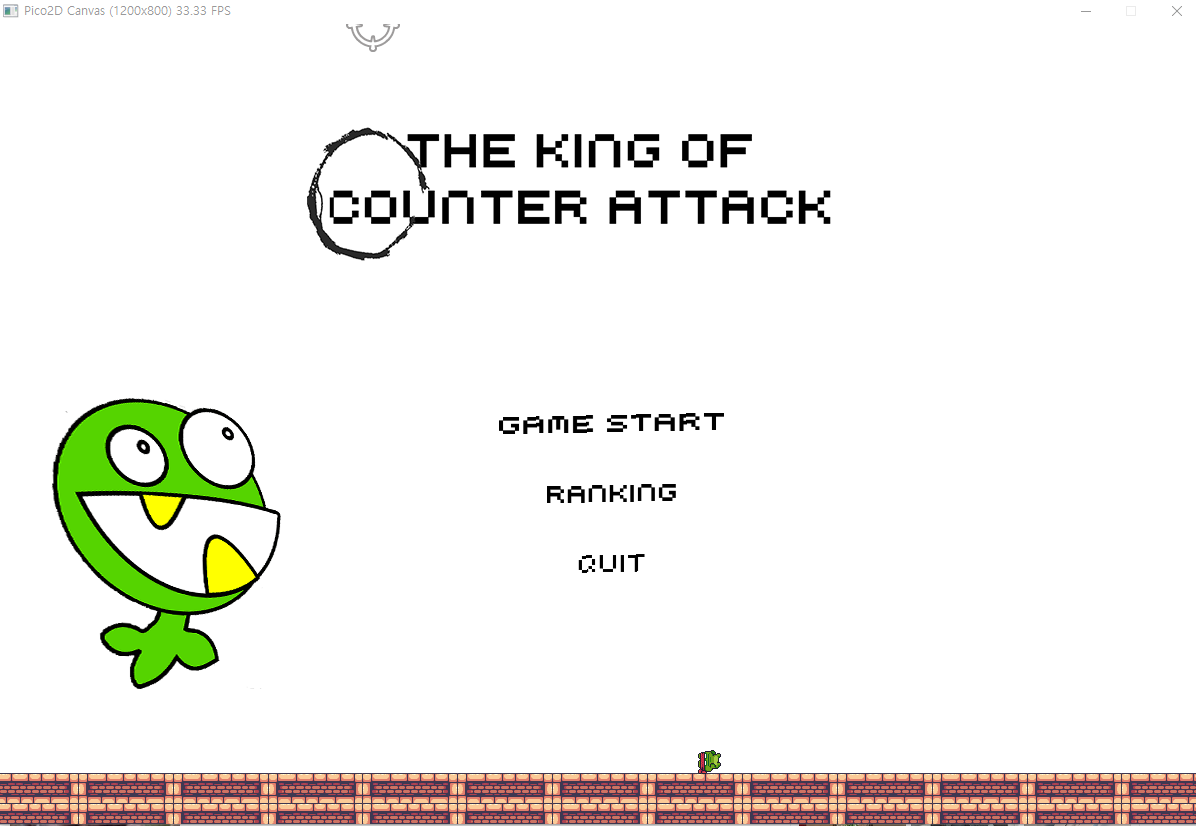 Pico2D Canvas (1200x800) 33.33 FPS
THE KING OF
COUNTER ATTACK
GAME START
RANKING
QUIT